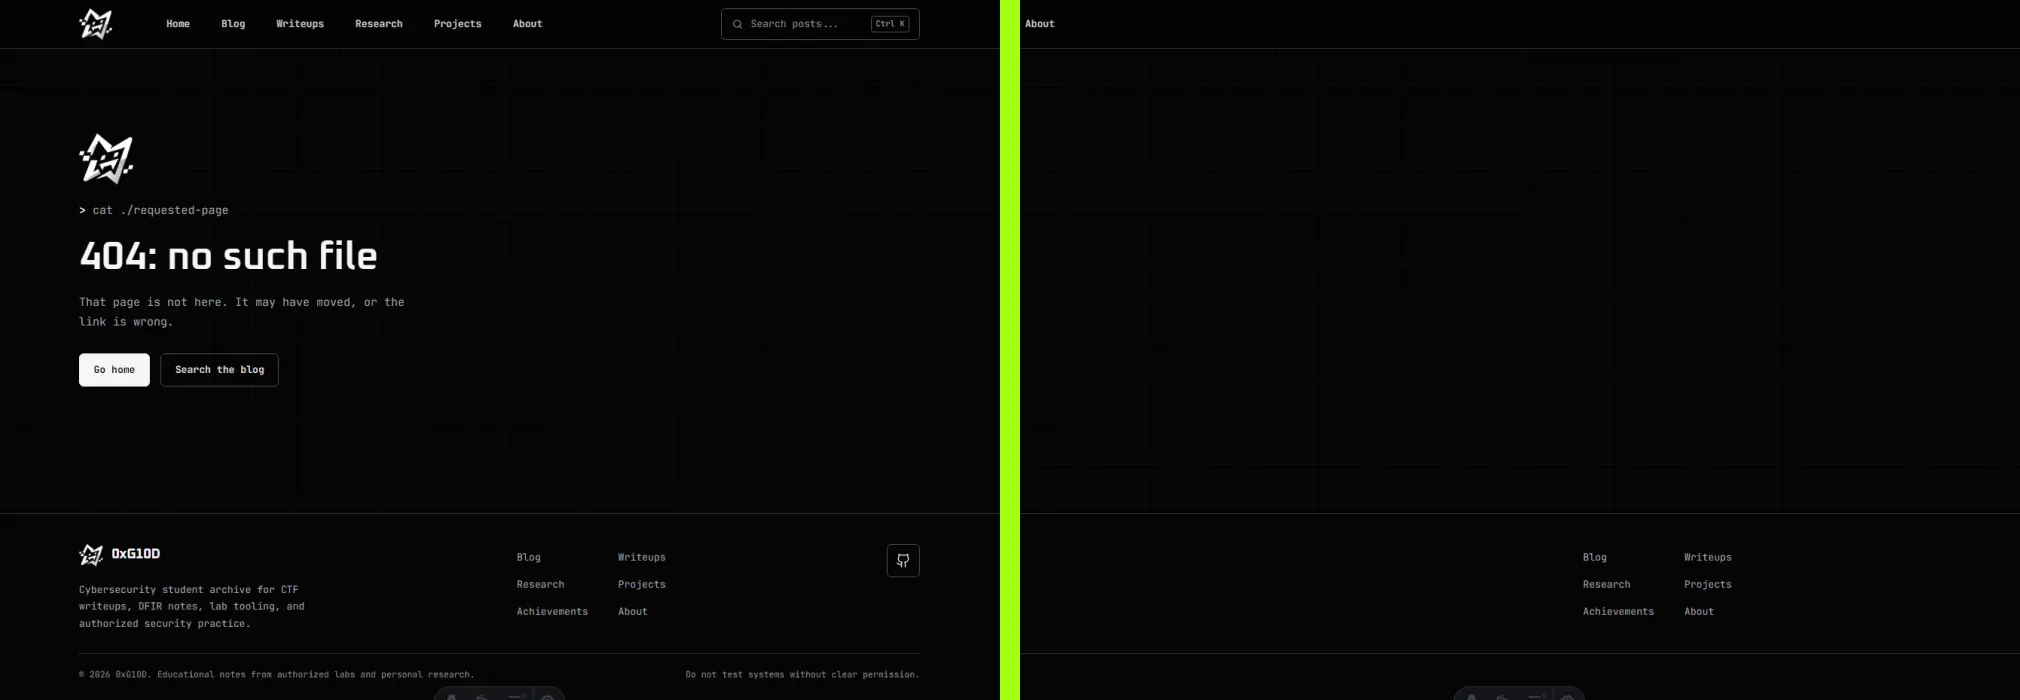 Home Blog Writeups Research Projects About Search posts... Ctrl K
> cat ./requested-page
404: no such file
That page is not here. It may have moved, or the
link is wrong.
Go home Search the blog
0xG10D
Cybersecurity student archive for CTF
writeups, DFIR notes, lab tooling, and
authorized security practice.
Blog Writeups
Research Projects
Achievements About
© 2026 0xG10D. Educational notes from authorized labs and personal research.
Do not test systems without clear permission.
About
Blog Writeups
Research Projects
Achievements About